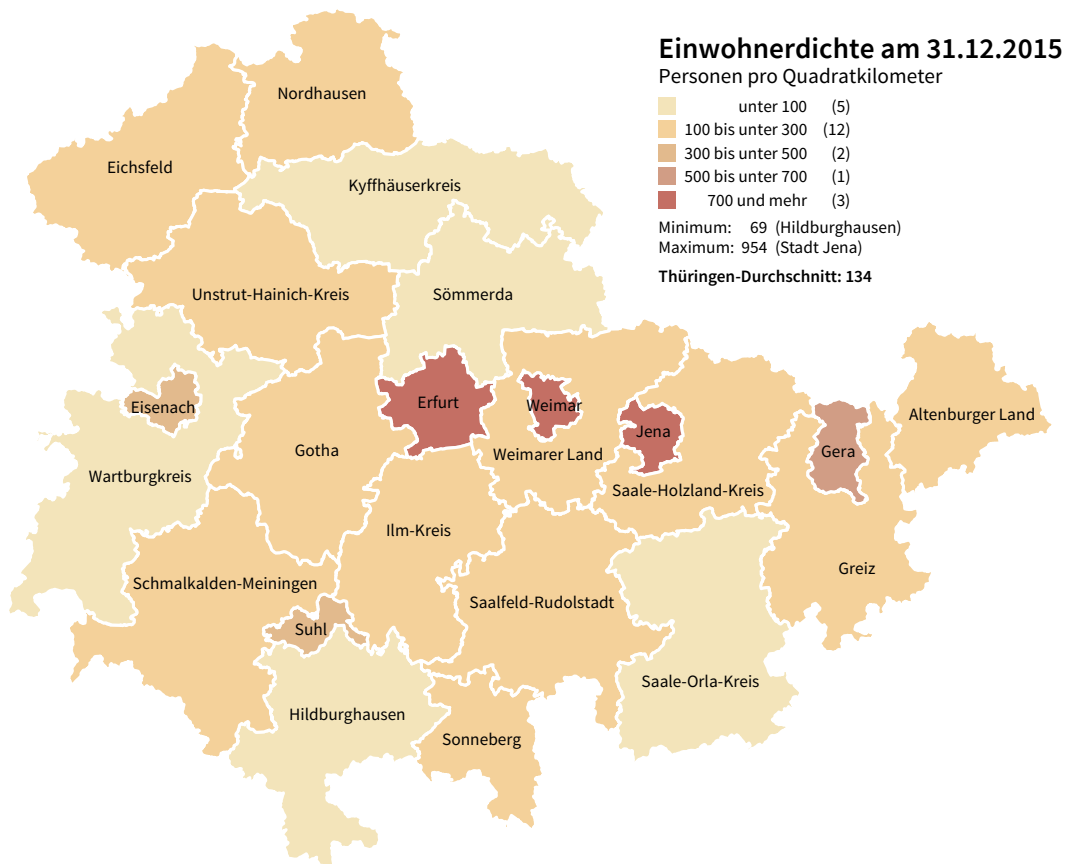 Einwohnerdichte am 31.12.2015
Personen pro Quadratkilometer
unter 100 (5)
100 bis unter 300 (12)
300 bis unter 500 (2)
500 bis unter 700 (1)
700 und mehr (3)
Minimum: 69 (Hildburghausen)
Maximum: 954 (Stadt Jena)
Thüringen-Durchschnitt: 134
Nordhausen
Eichsfeld
Kyffhäuserkreis
Unstrut-Hainich-Kreis
Sömmerda
Eisenach
Erfurt
Weimar
Altenburger Land
Jena
Gotha
Weimarer Land
Gera
Wartburgkreis
Saale-Holzland-Kreis
Ilm-Kreis
Greiz
Schmalkalden-Meiningen
Saalfeld-Rudolstadt
Suhl
Saale-Orla-Kreis
Hildburghausen
Sonneberg